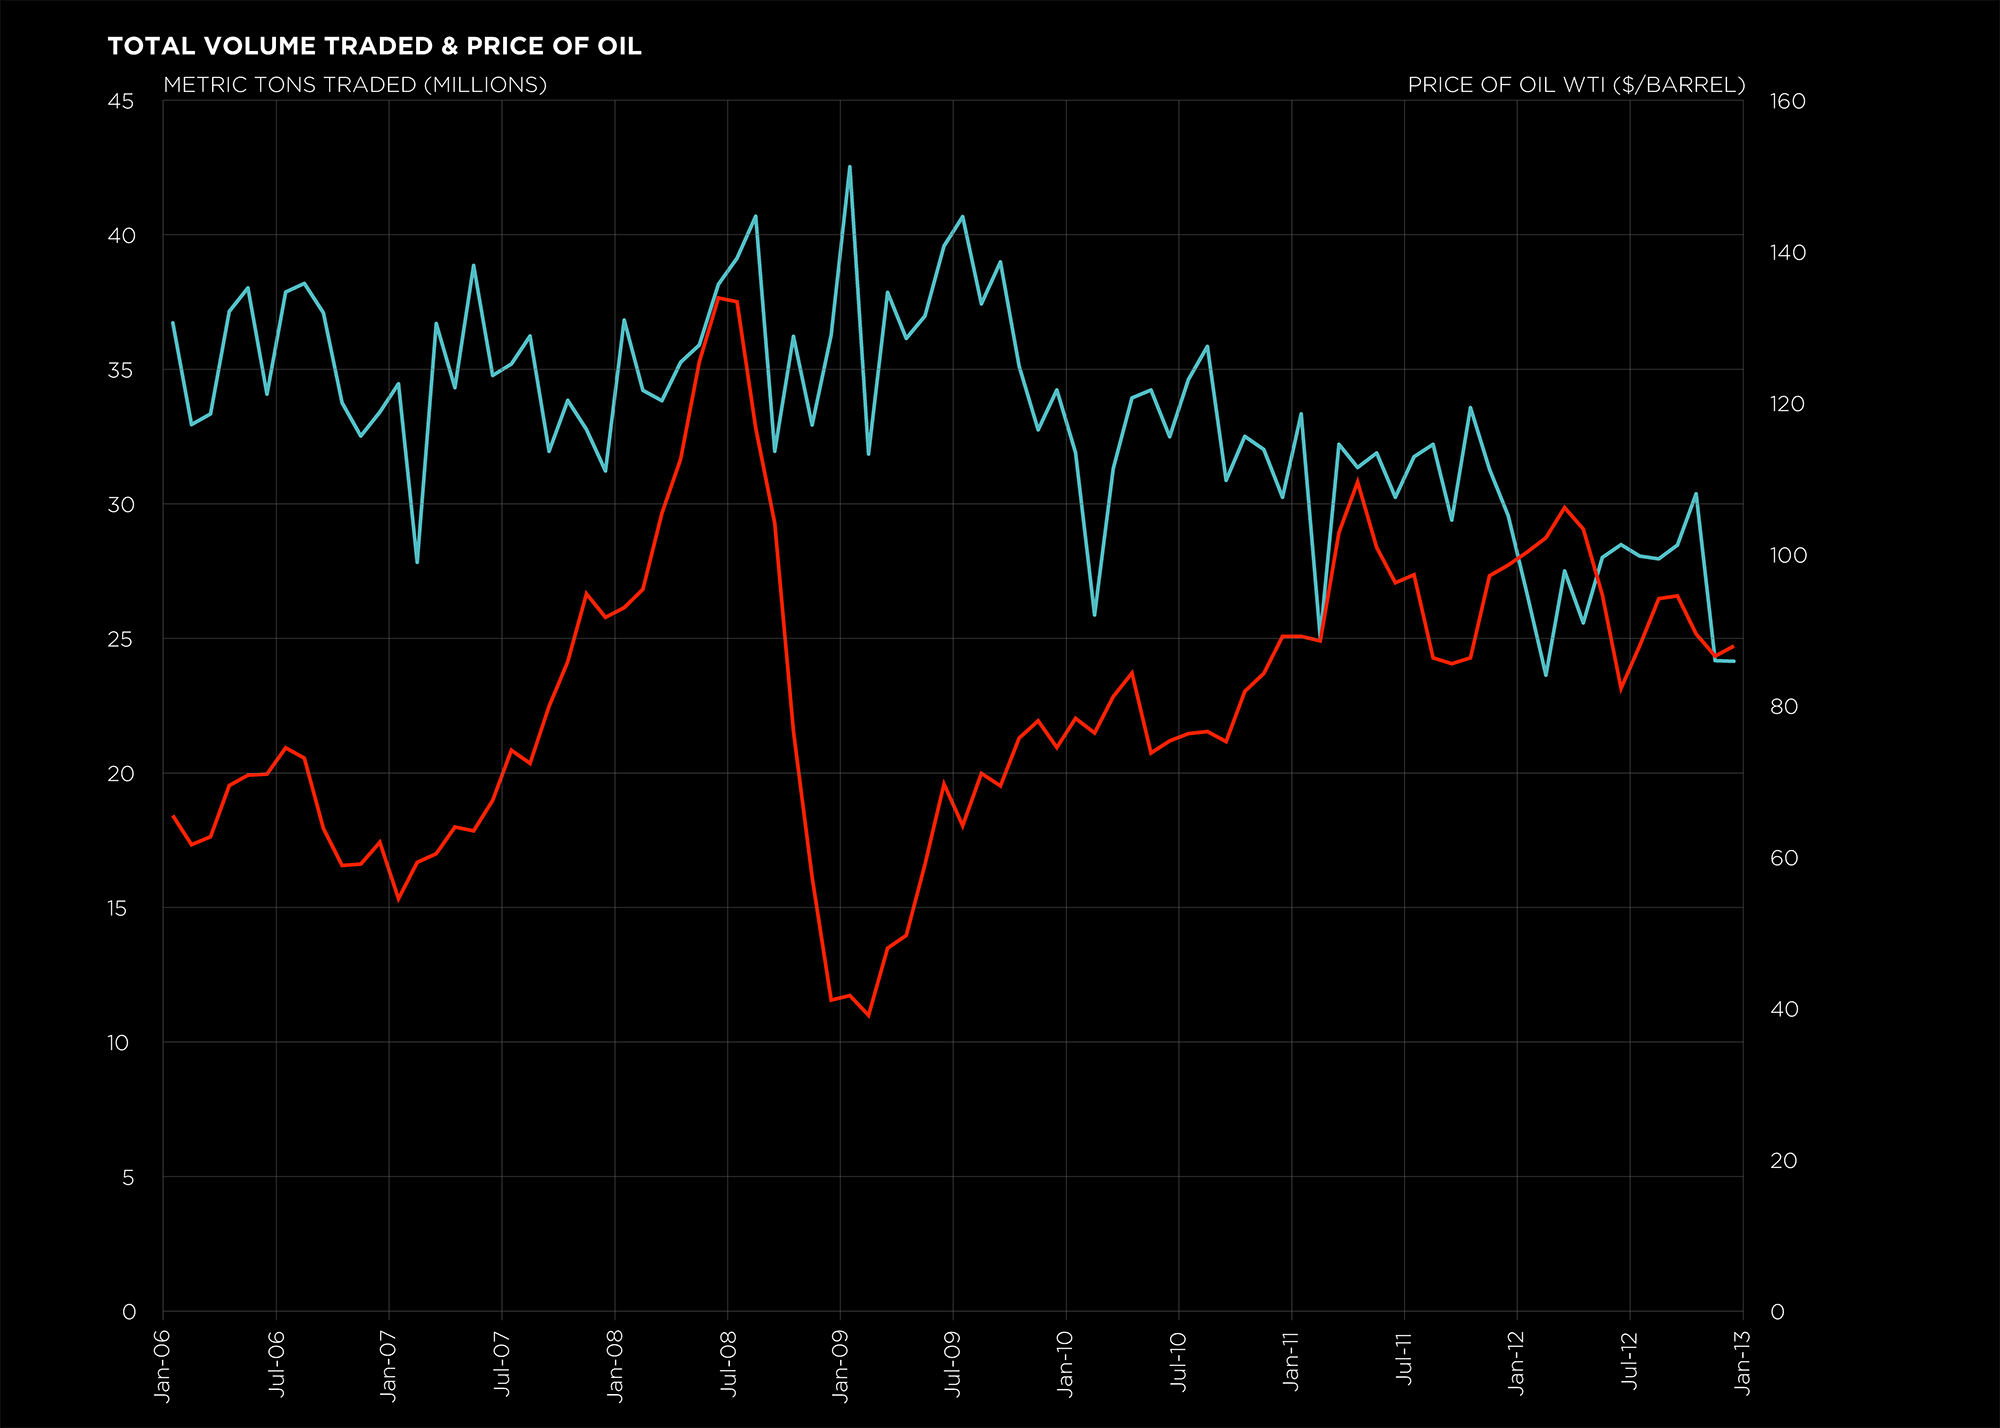 TOTAL VOLUME TRADED & PRICE OF OIL
METRIC TONS TRADED (MILLIONS)
PRICE OF OIL WTI ($/BARREL)
45
40
35
30
25
20
15
10
5
0
160
140
120
100
80
60
40
20
0
Jan-06
Jul-06
Jan-07
Jul-07
Jan-08
Jul-08
Jan-09
Jul-09
Jan-10
Jul-10
Jan-11
Jul-11
Jan-12
Jul-12
Jan-13